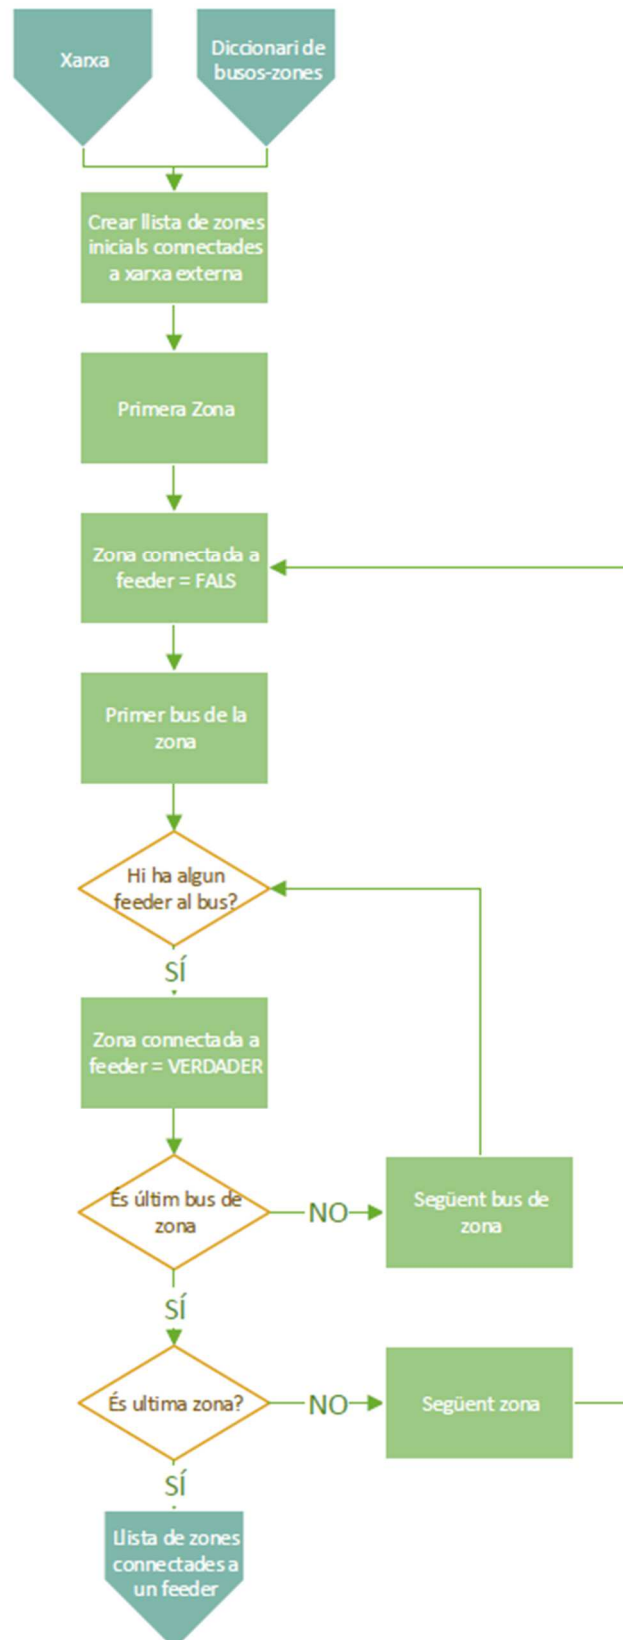 Xarxa
Diccionari de
busos-zones
Crear llista de zones
inicials connectades
a xarxa externa
Primera Zona
Zona connectada a
feeder = FALS
Primer bus de la
zona
Hi ha algun
feeder al bus?
SÍ
Zona connectada a
feeder = VERDADER
És últim bus de
zona
NO
Següent bus de
zona
SÍ
És ultima zona?
NO
Següent zona
SÍ
Llista de zones
connectades a
un feeder